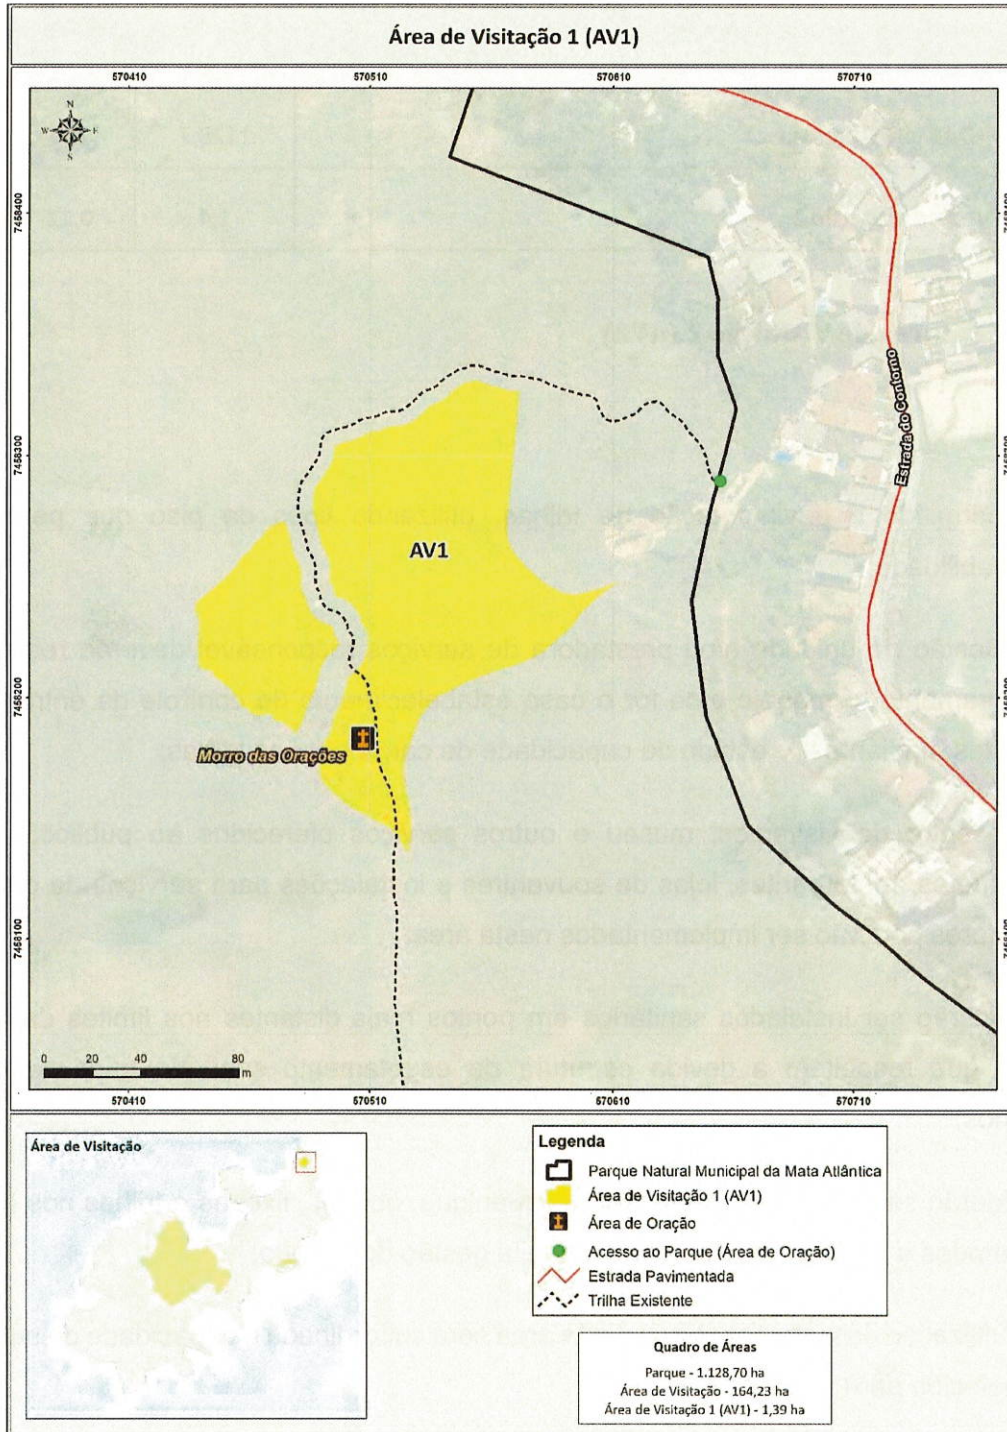 Área de Visitação 1 (AV1)
570410
570510
570610
570710
N
W
E
S
7458400
7458400
7458300
7458300
Estrada do Contorno
AV1
7458200
7458200
Morro das Orações
7458100
7458100
0 20 40 80
m
570410
570510
570610
570710
Área de Visitação
Legenda
Parque Natural Municipal da Mata Atlântica
Área de Visitação 1 (AV1)
Área de Oração
Acesso ao Parque (Área de Oração)
Estrada Pavimentada
Trilha Existente
Quadro de Áreas
Parque - 1.128,70 ha
Área de Visitação - 164,23 ha
Área de Visitação 1 (AV1) - 1,39 ha